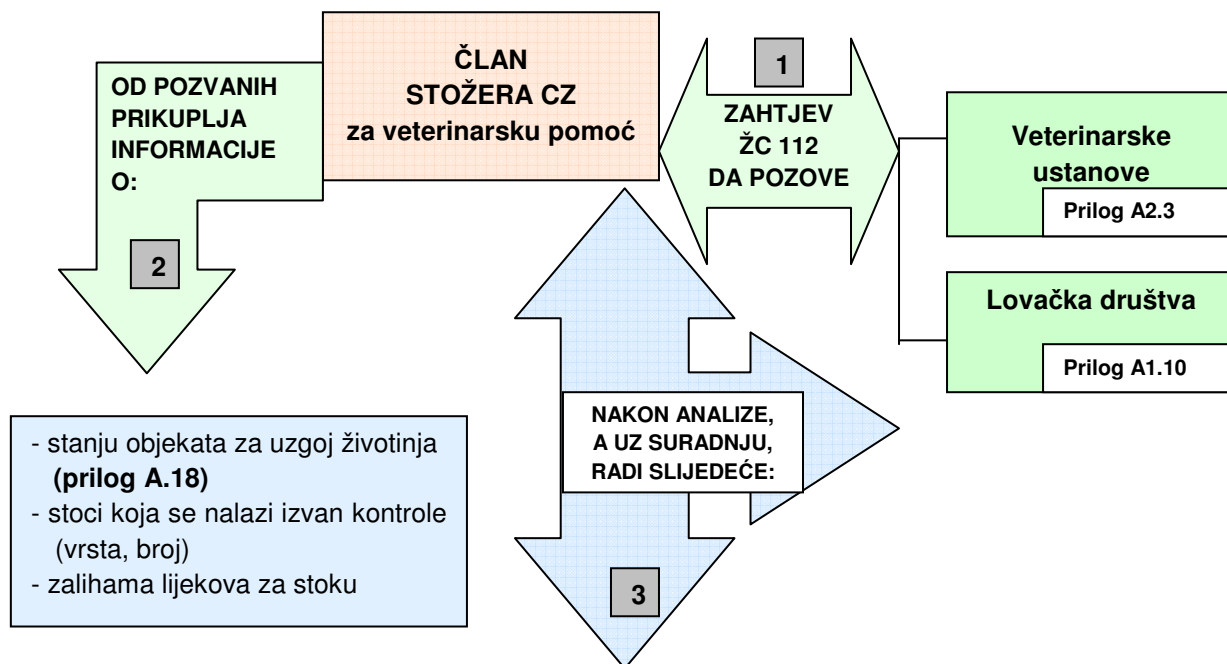 ČLAN
STOŽERA CZ
za veterinarsku pomoć
1
ZAHTJEV
ŽC 112
DA POZOVE
Veterinarske
ustanove
Prilog A2.3
Lovačka društva
Prilog A1.10
OD POZVANIH
PRIKUPLJA
INFORMACIJE
O:
2
- stanju objekata za uzgoj životinja
(prilog A.18)
- stoci koja se nalazi izvan kontrole
(vrsta, broj)
- zalihama lijekova za stoku
NAKON ANALIZE,
A UZ SURADNJU,
RADI SLIJEDEĆE:
3